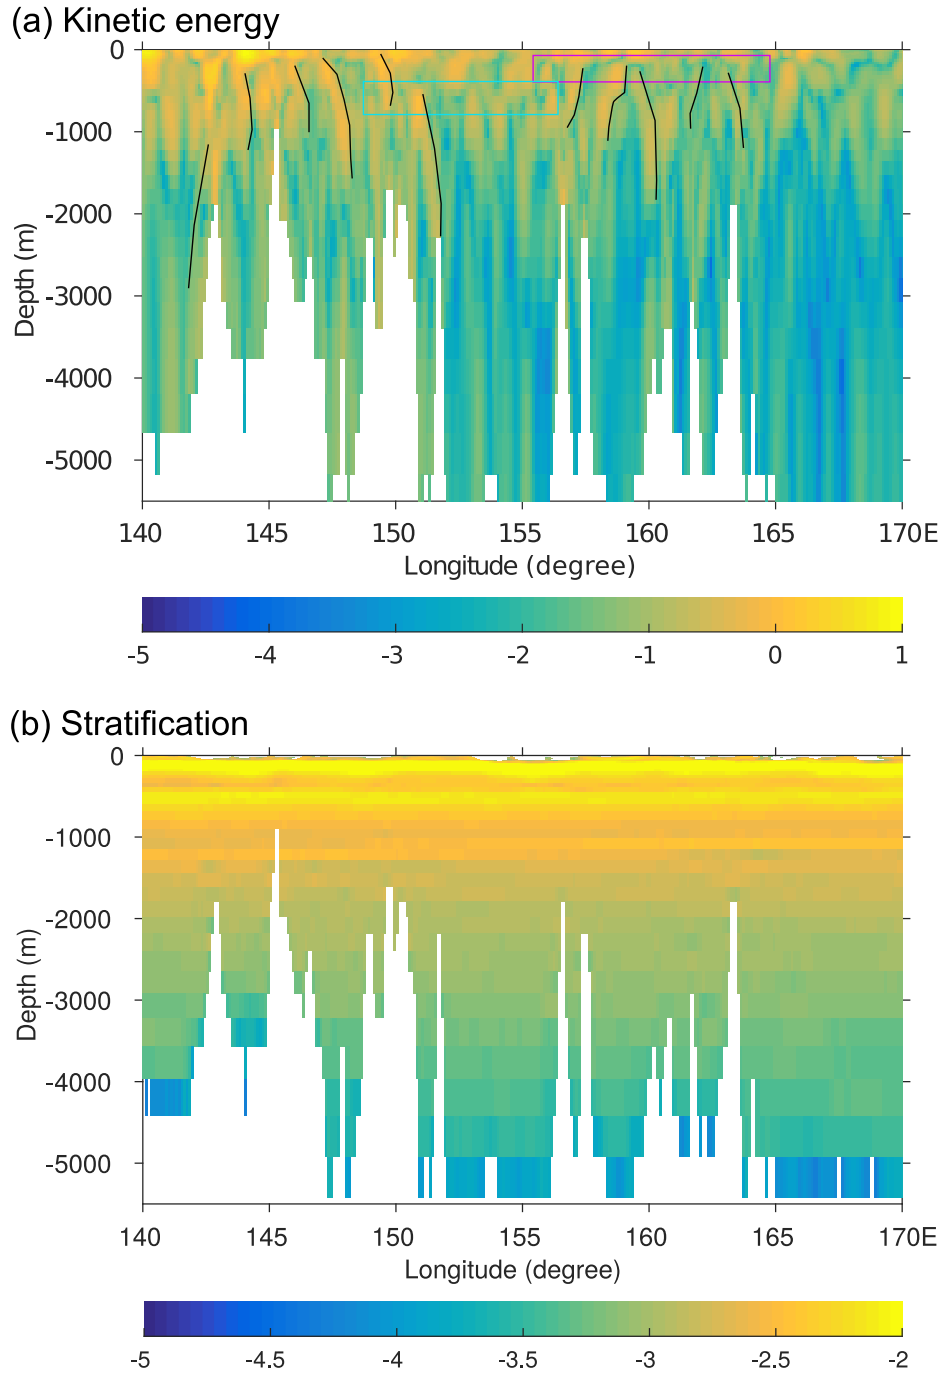 (a) Kinetic energy
0
-1000
-2000
-3000
-4000
-5000
Depth (m)
140 145 150 155 160 165 170E
Longitude (degree)
-5 -4 -3 -2 -1 0 1
(b) Stratification
0
-1000
-2000
-3000
-4000
-5000
Depth (m)
140 145 150 155 160 165 170E
Longitude (degree)
-5 -4.5 -4 -3.5 -3 -2.5 -2